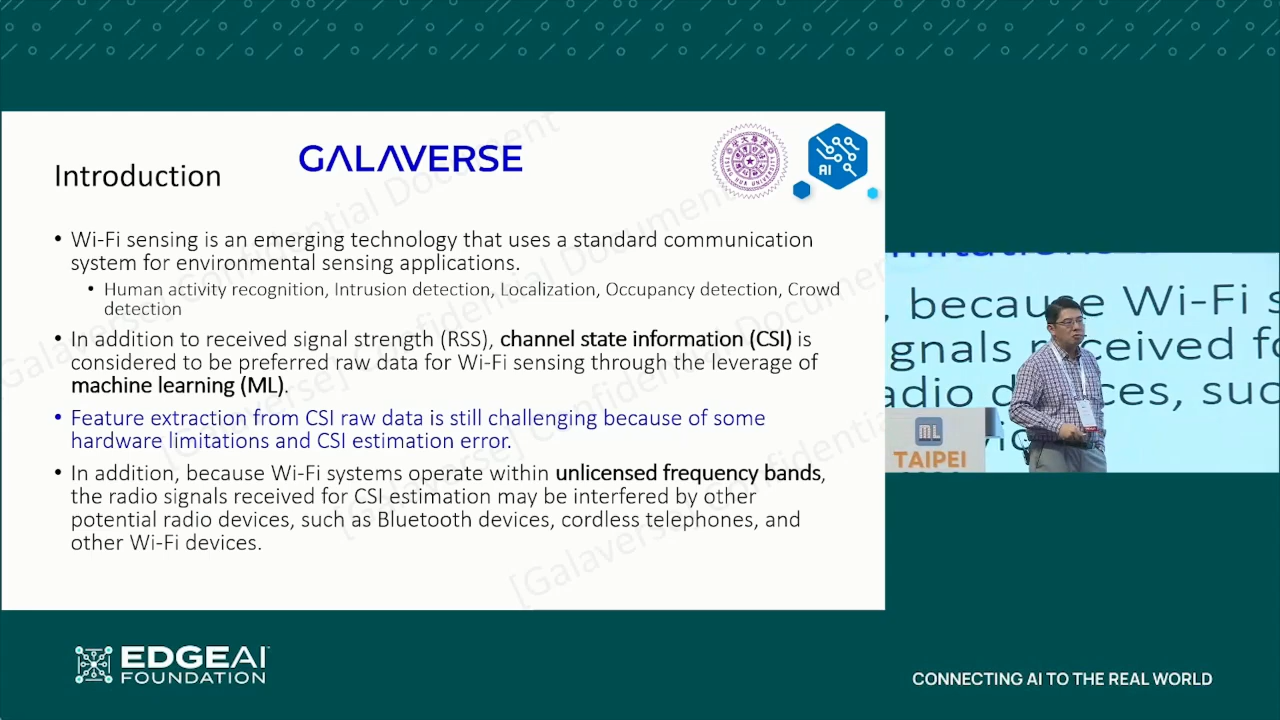 GALAVERSE
Introduction
AI
• Wi-Fi sensing is an emerging technology that uses a standard communication
system for environmental sensing applications.
• Human activity recognition, Intrusion detection, Localization, Occupancy detection, Crowd
detection
• In addition to received signal strength (RSS), channel state information (CSI) is
considered to be preferred raw data for Wi-Fi sensing through the leverage of
machine learning (ML).
• Feature extraction from CSI raw data is still challenging because of some
hardware limitations and CSI estimation error.
• In addition, because Wi-Fi systems operate within unlicensed frequency bands,
the radio signals received for CSI estimation may be interfered by other
potential radio devices, such as Bluetooth devices, cordless telephones, and
other Wi-Fi devices.
[Galaverse] Confidential Document
, because Wi-Fi s
gnals received fo
adio d ces, suc
ML
TAIPEI
EDGE AI
FOUNDATION
CONNECTING AI TO THE REAL WORLD